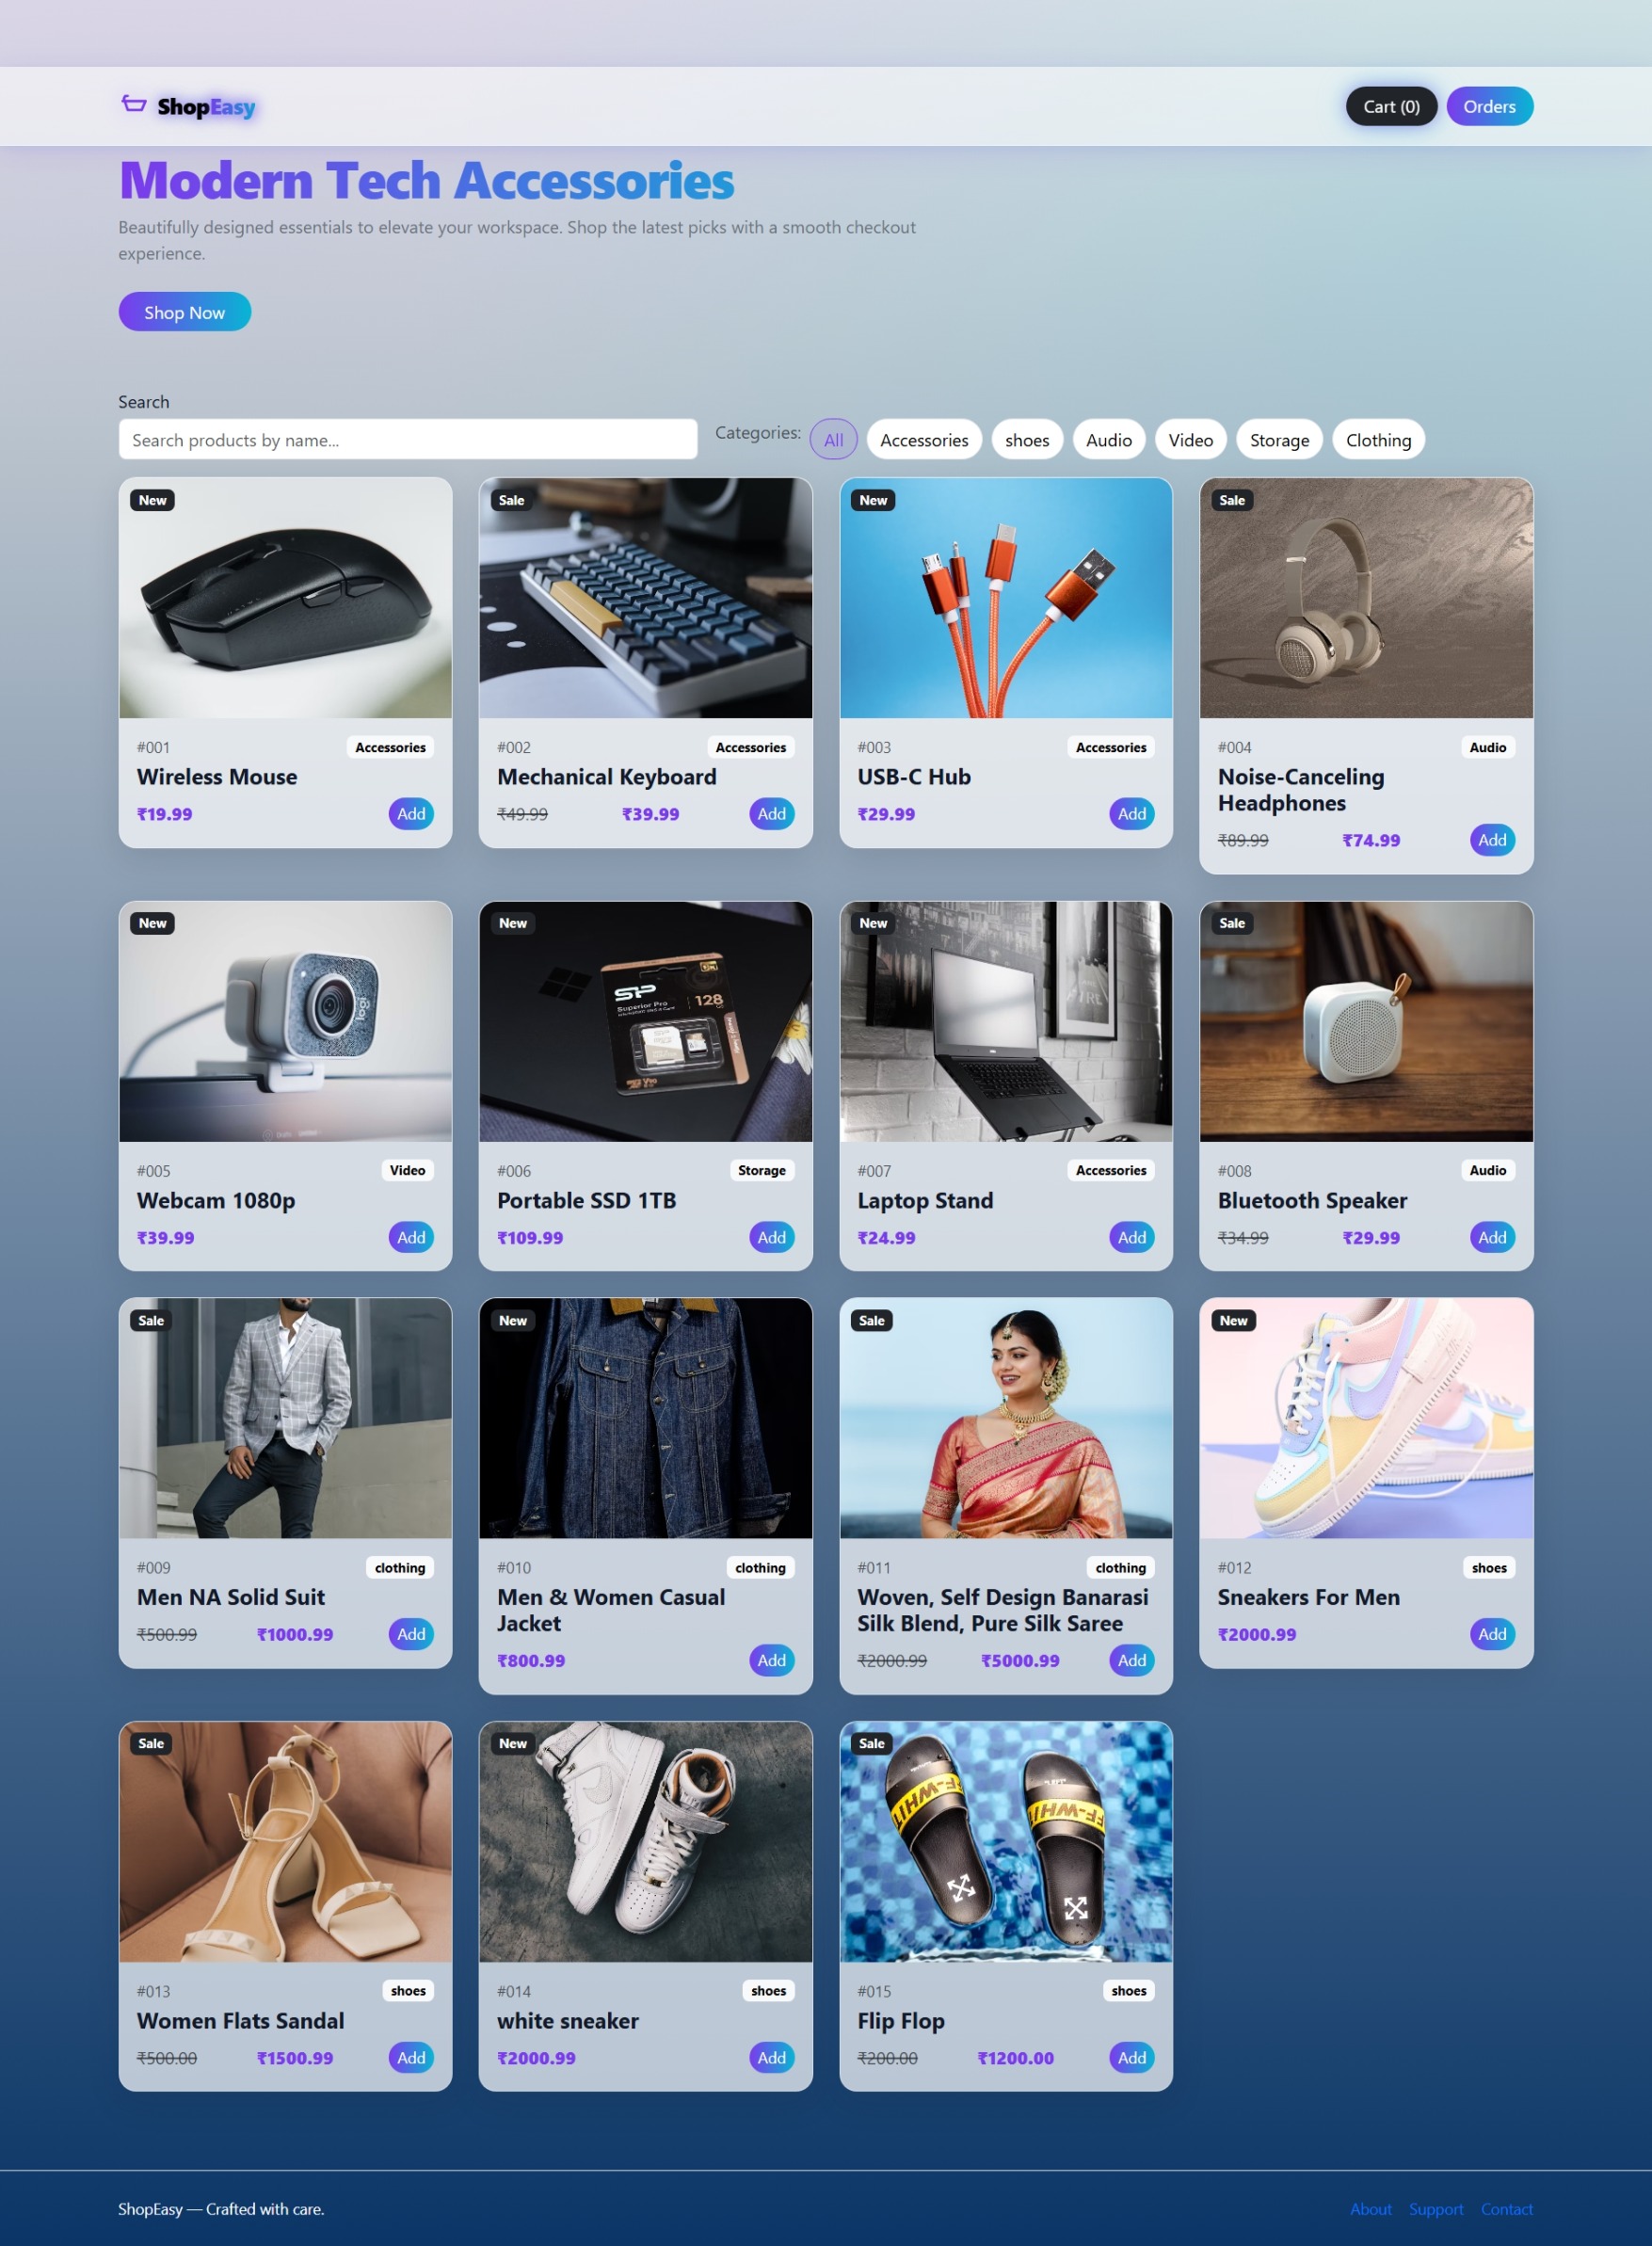 ShopEasy
Cart (0)
Orders
Modern Tech Accessories
Beautifully designed essentials to elevate your workspace. Shop the latest picks with a smooth checkout
experience.
Shop Now
Search
Search products by name...
Categories:
All
Accessories
shoes
Audio
Video
Storage
Clothing
New
#001
Accessories
Wireless Mouse
₹19.99
Add
Sale
#002
Accessories
Mechanical Keyboard
₹49.99
₹39.99
Add
New
#003
Accessories
USB-C Hub
₹29.99
Add
Sale
#004
Audio
Noise-Canceling
Headphones
₹89.99
₹74.99
Add
New
logi
#005
Video
Webcam 1080p
₹39.99
Add
New
SP
Superior Pro
128
#006
Storage
Portable SSD 1TB
₹109.99
Add
New
#007
Accessories
Laptop Stand
₹24.99
Add
Sale
#008
Audio
Bluetooth Speaker
₹34.99
₹29.99
Add
Sale
#009
clothing
Men NA Solid Suit
₹500.99
₹1000.99
Add
New
#010
clothing
Men & Women Casual
Jacket
₹800.99
Add
Sale
#011
clothing
Woven, Self Design Banarasi
Silk Blend, Pure Silk Saree
₹2000.99
₹5000.99
Add
New
#012
shoes
Sneakers For Men
₹2000.99
Add
Sale
#013
shoes
Women Flats Sandal
₹500.00
₹1500.99
Add
New
#014
shoes
white sneaker
₹2000.99
Add
Sale
FF-WHI
FF-WHI
#015
shoes
Flip Flop
₹200.00
₹1200.00
Add
ShopEasy — Crafted with care.
About
Support
Contact